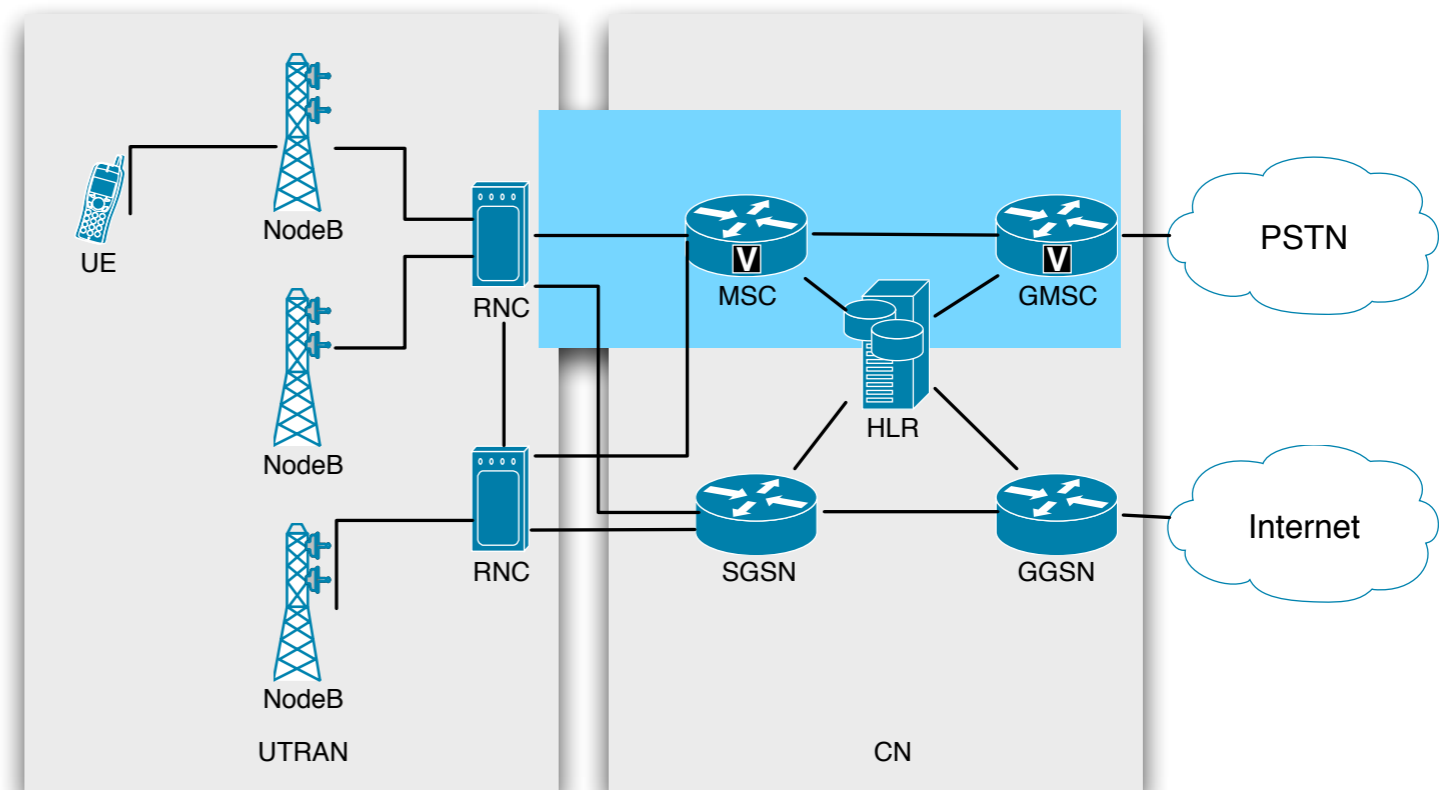 NodeB
UE
RNC
V
MSC
V
GMSC
PSTN
NodeB
HLR
RNC
SGSN
GGSN
Internet
NodeB
UTRAN
CN